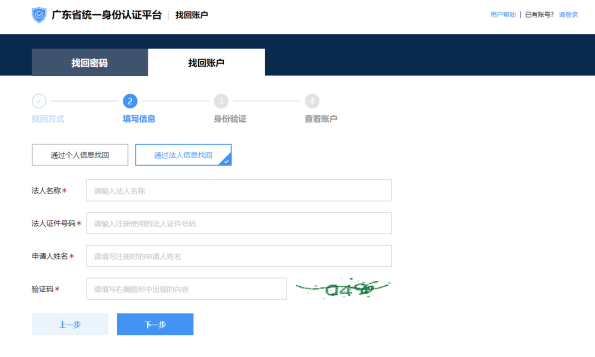 广东省统一身份认证平台 | 找回账户
用户帮助 | 已有账号? 请登录
找回密码 找回账户
2 3 4
找回方式 填写信息 身份验证 查看账户
通过个人信息找回 通过法人信息找回
法人名称* 请输入法人名称
法人证件号码* 请输入注册使用的法人证件号码
申请人姓名* 请填写注册时的申请人姓名
验证码* 请填写右侧图形中出现的内容
上一步 下一步